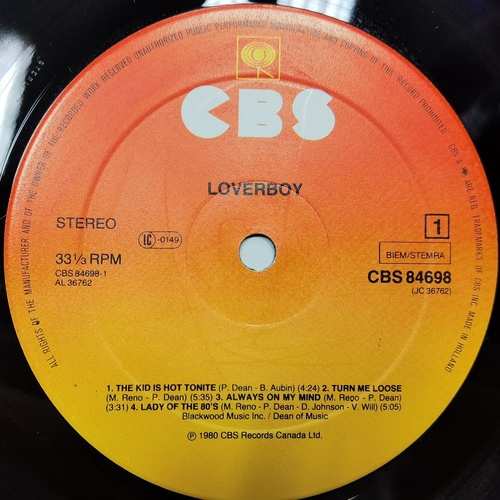 ALL RIGHTS OF THE MANUFACTURER AND OF THE OWNER OF THE RECORDED WORK RESERVED UNAUTHORIZED PUBLIC PERFORMANCE BROADCASTING AND COPYING OF THIS RECORD PROHIBITED
CBS & ARE REGISTERED TRADEMARKS OF CBS INC. MADE IN HOLLAND
CBS
LOVERBOY
STEREO
IC -0149
1
BIEM/STEMRA
33 1/3 RPM
CBS 84698
CBS 84698-1
(JC 36762)
AL 36762
1. THE KID IS HOT TONITE (P. Dean - B. Aubin) (4:24) 2. TURN ME LOOSE
(M. Reno - P. Dean) (5:35) 3. ALWAYS ON MY MIND (M. Reno - P. Dean)
(3:31) 4. LADY OF THE 80'S (M. Reno - P. Dean - D. Johnson - V. Will) (5:05)
Blackwood Music Inc. / Dean of Music
Ⓟ 1980 CBS Records Canada Ltd.